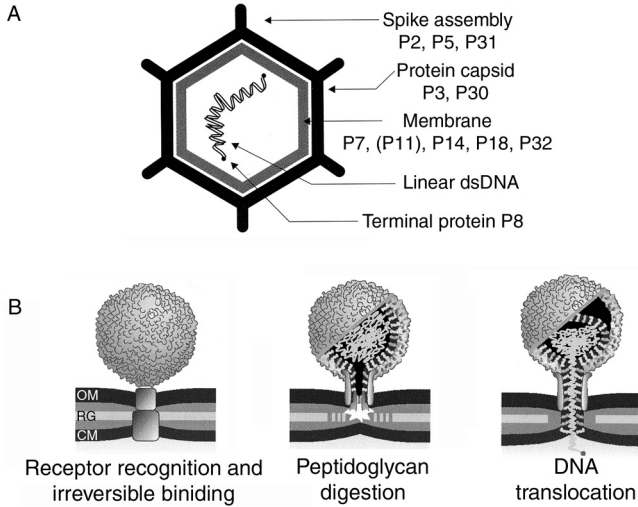 A
Spike assembly
P2, P5, P31
Protein capsid
P3, P30
Membrane
P7, (P11), P14, P18, P32
Linear dsDNA
Terminal protein P8
B
OM
RG
CM
Receptor recognition and
irreversible biniding
Peptidoglycan
digestion
DNA
translocation